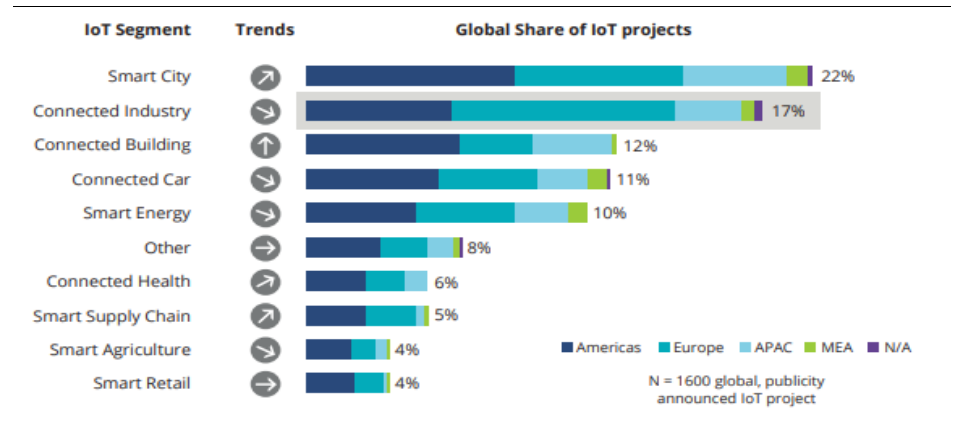 IoT Segment Trends Global Share of IoT projects
Smart City 22%
Connected Industry 17%
Connected Building 12%
Connected Car 11%
Smart Energy 10%
Other 8%
Connected Health 6%
Smart Supply Chain 5%
Smart Agriculture 4%
Smart Retail 4%
Americas Europe APAC MEA N/A
N = 1600 global, publicity
announced IoT project